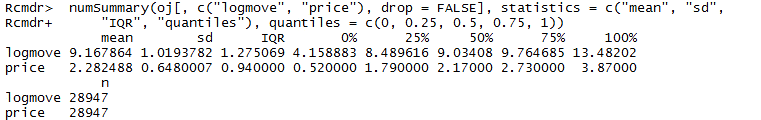 Rcmdr>  numSummary(oj[, c("logmove", "price"), drop = FALSE], statistics = c("mean", "sd",
Rcmdr+    "IQR", "quantiles"), quantiles = c(0, 0.25, 0.5, 0.75, 1))
            mean        sd      IQR       0%      25%     50%      75%     100%
logmove 9.167864 1.0193782 1.275069 4.158883 8.489616 9.03408 9.764685 13.48202
price   2.282488 0.6480007 0.940000 0.520000 1.790000 2.17000 2.730000  3.87000
            n
logmove 28947
price   28947